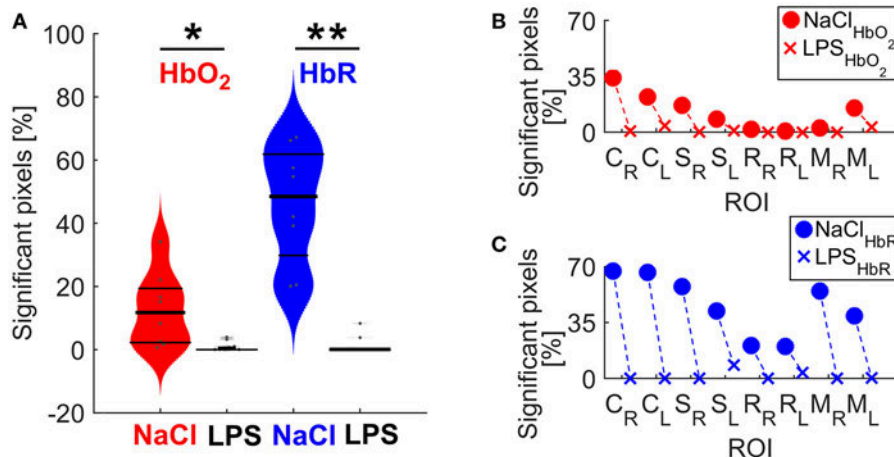 A
Significant pixels [%]
100
80
60
40
20
0
-20
*
**
HbO2
HbR
NaCl LPS NaCl LPS
B
Significant pixels
[%]
70
35
0
NaClHbO2
LPSHbO2
CR CL SR SL RR RL MR ML
ROI
C
Significant pixels
[%]
70
35
0
NaClHbR
LPSHbR
CR CL SR SL RR RL MR ML
ROI